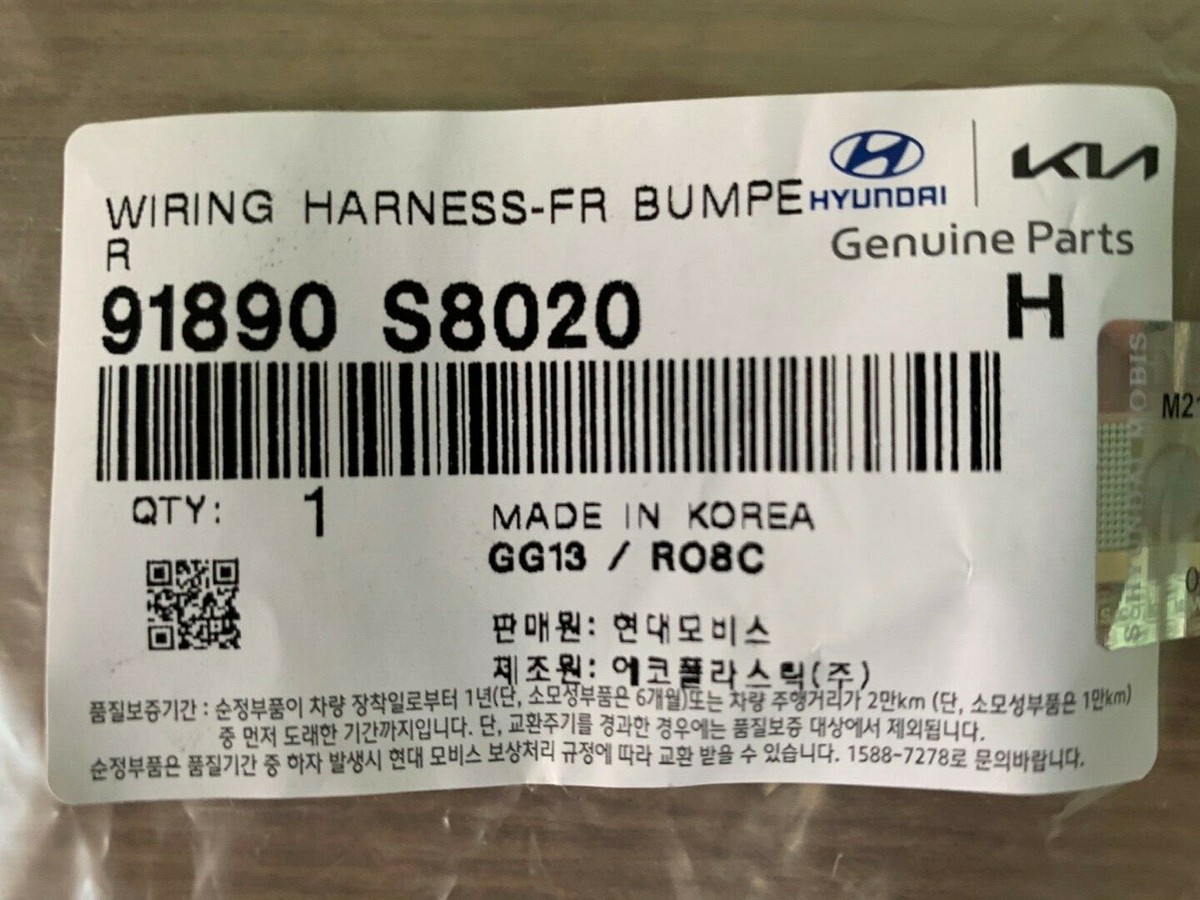 WIRING HARNESS-FR BUMPE
R
HYUNDAI
KIA
Genuine Parts
91890 S8020
H
QTY: 1
MADE IN KOREA
GG13 / RO8C
판매원: 현대모비스
제조원: 에코플라스틱(주)
품질보증기간 : 순정부품이 차량 장착일로부터 1년(단, 소모성부품은 6개월)또는 차량 주행거리가 2만km (단, 소모성부품은 1만km)
중 먼저 도래한 기간까지입니다. 단, 교환주기를 경과한 경우에는 품질보증 대상에서 제외됩니다.
순정부품은 품질기간 중 하자 발생시 현대 모비스 보상처리 규정에 따라 교환 받을 수 있습니다. 1588-7278로 문의바랍니다.
HYUNDAI MOBIS
M21